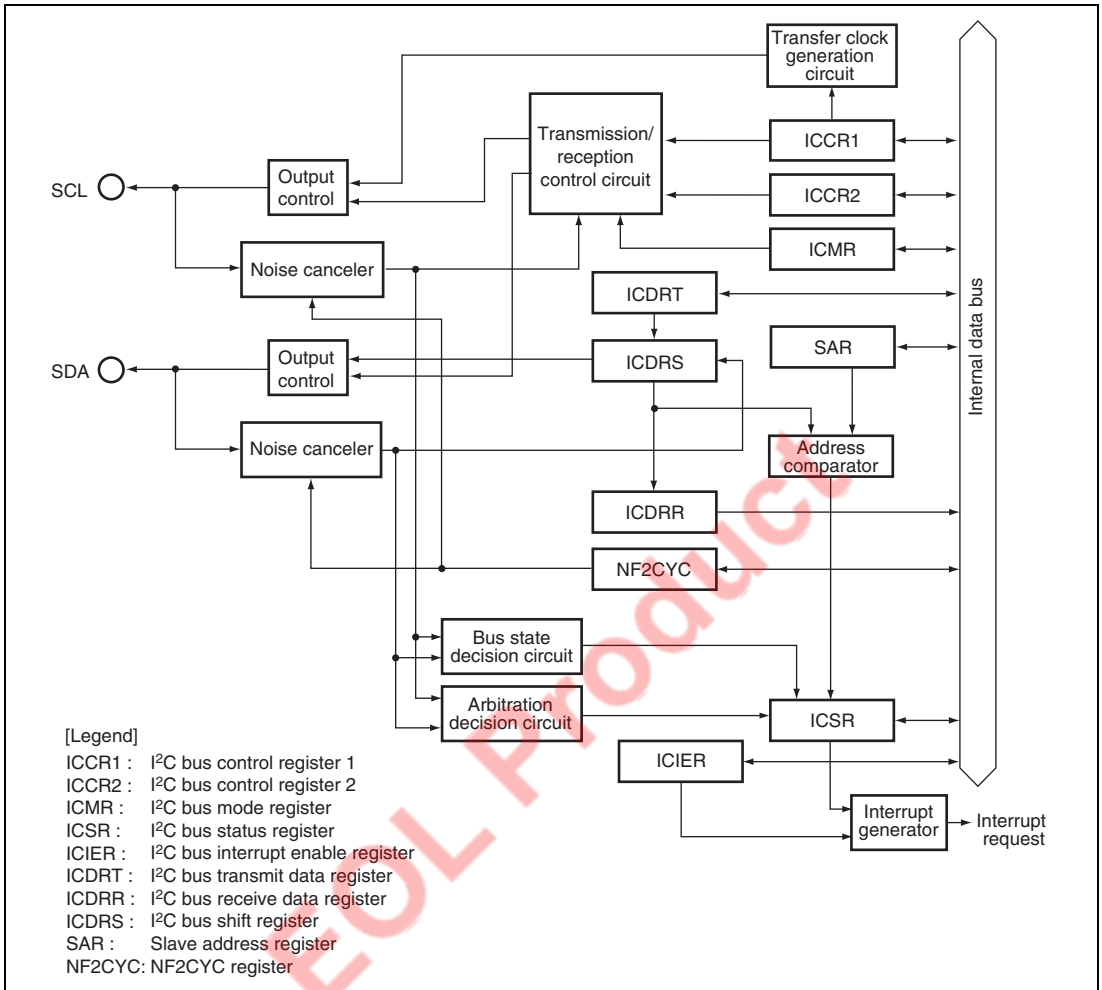 Transfer clock
generation
circuit
Transmission/
reception
control circuit
ICCR1
SCL
Output
control
ICCR2
ICMR
Noise canceler
ICDRT
SAR
Internal data bus
SDA
Output
control
ICDRS
Noise canceler
Address
comparator
ICDRR
NF2CYC
Bus state
decision circuit
Arbitration
decision circuit
ICSR
ICIER
Interrupt
generator
Interrupt
request
[Legend]
ICCR1 : I²C bus control register 1
ICCR2 : I²C bus control register 2
ICMR : I²C bus mode register
ICSR : I²C bus status register
ICIER : I²C bus interrupt enable register
ICDRT : I²C bus transmit data register
ICDRR : I²C bus receive data register
ICDRS : I²C bus shift register
SAR : Slave address register
NF2CYC: NF2CYC register
EOL Product